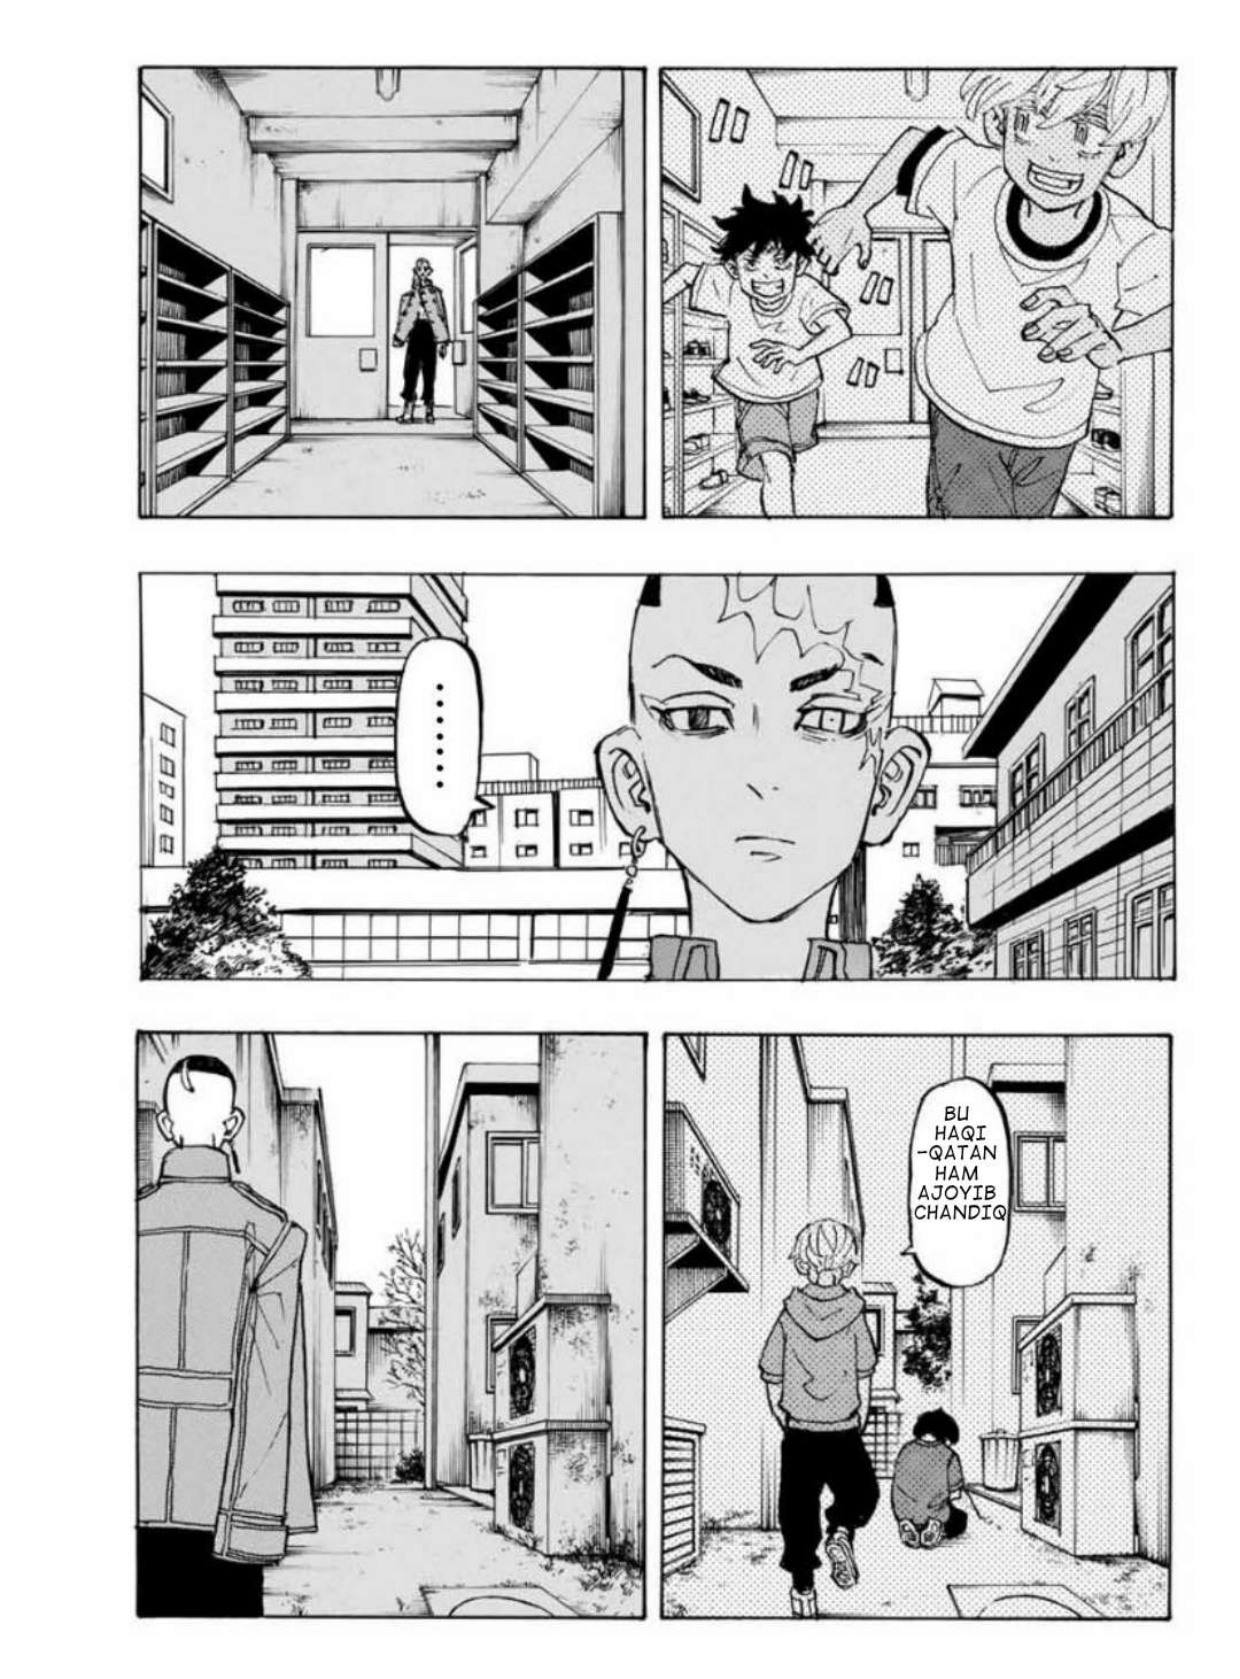 ........
BU
HAQI
-QATAN
HAM
AJOYIB
CHANDIQ